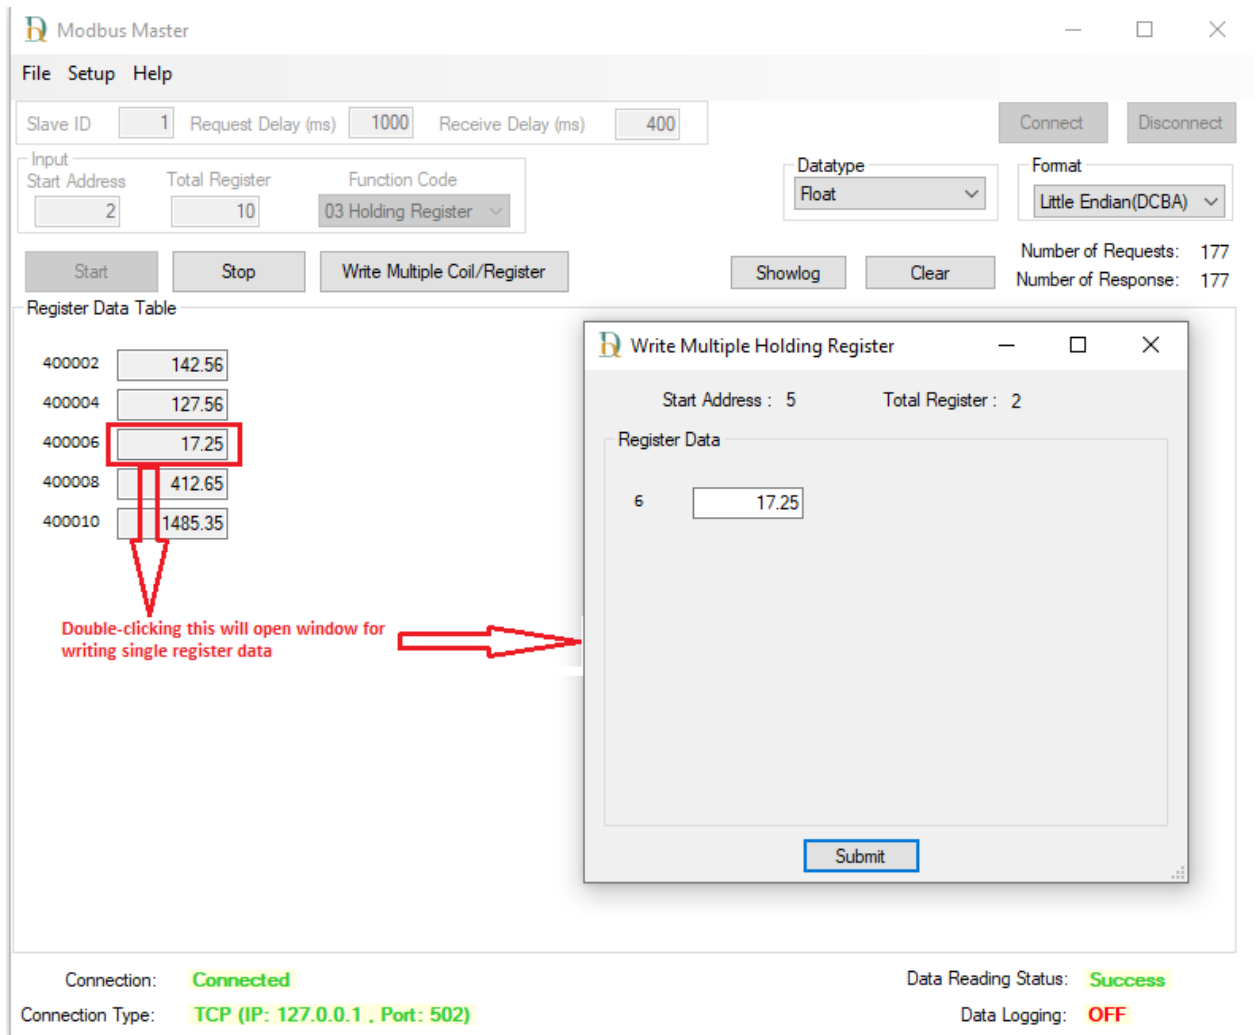 Modbus Master
File Setup Help
Slave ID 1 Request Delay (ms) 1000 Receive Delay (ms) 400 Connect Disconnect
Input
Start Address Total Register Function Code
2 10 03 Holding Register
Datatype
Float
Format
Little Endian(DCBA)
Start Stop Write Multiple Coil/Register Showlog Clear
Number of Requests: 177
Number of Response: 177
Register Data Table
400002 142.56
400004 127.56
400006 17.25
400008 412.65
400010 1485.35
Double-clicking this will open window for
writing single register data
Write Multiple Holding Register
Start Address : 5 Total Register : 2
Register Data
6 17.25
Submit
Connection: Connected
Connection Type: TCP (IP: 127.0.0.1 , Port: 502)
Data Reading Status: Success
Data Logging: OFF